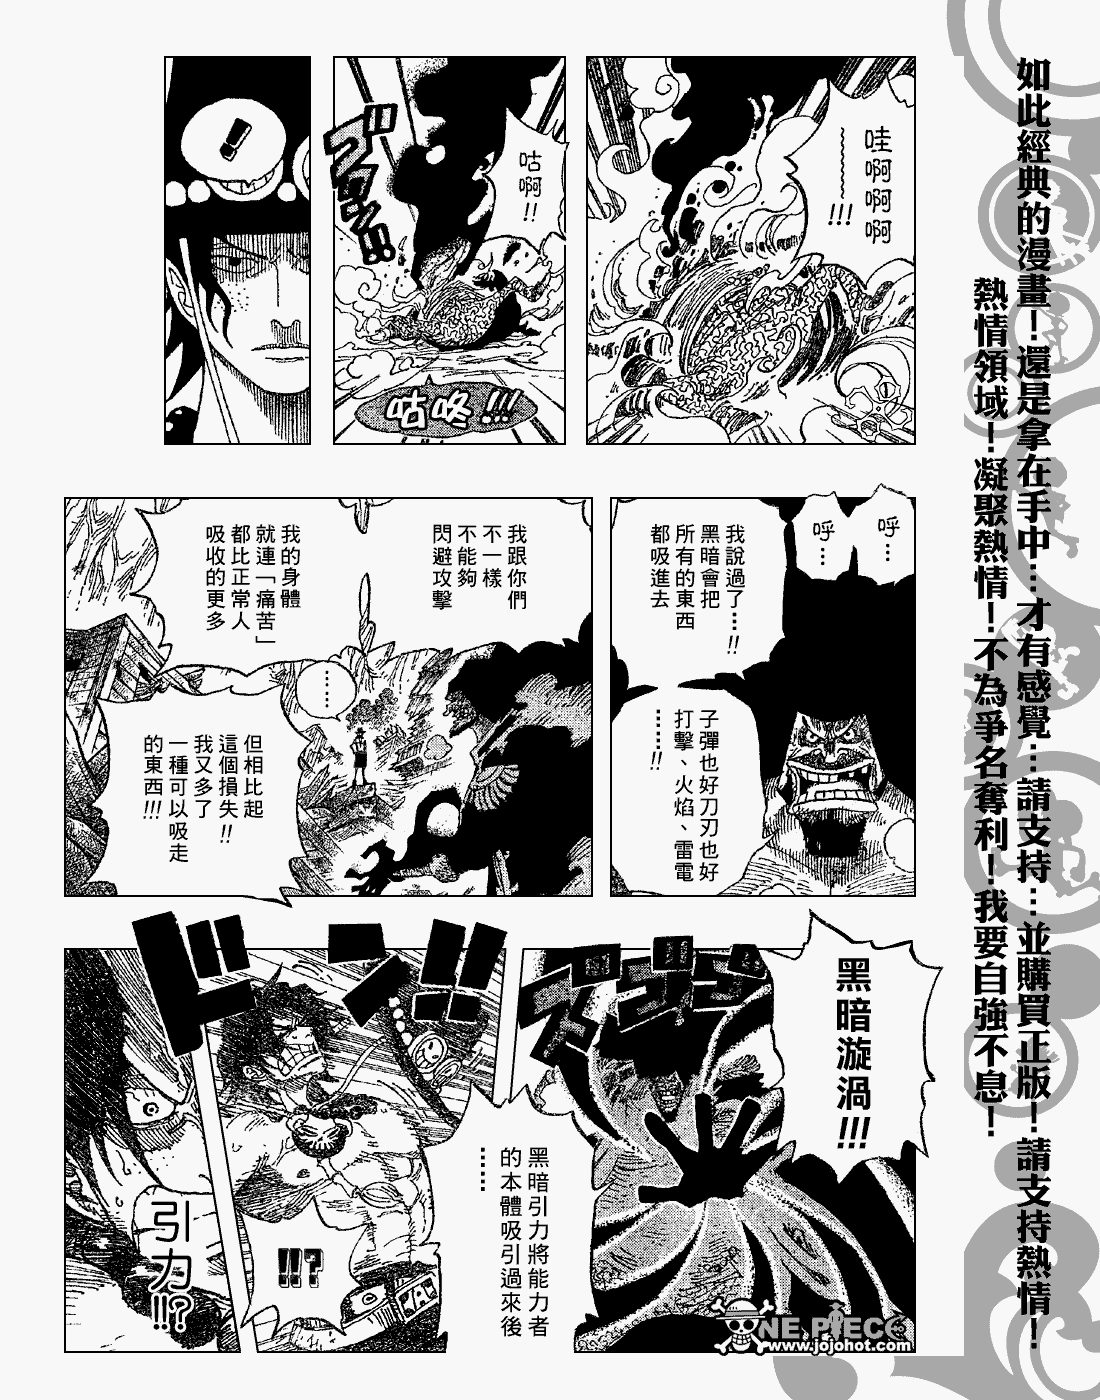 如此經典的漫畫！還是拿在手中…才有感覺…請支持…並購買正版！請支持熱情！
熱情領域！凝聚熱情！不為爭名奪利！我要自強不息！
哇啊啊啊
~~~~~!!!
咕啊!!
ゴロロ!!
咕咚!!!
!
呼…
呼…
我說過了…!!
黑暗會把
所有的東西
都吸進去
子彈也好刀刃也好
打擊、火焰、雷電
……!!
我跟你們
不一樣
不能夠
閃避攻擊
我的身體
就連「痛苦」
都比正常人
吸收的更多
……
但相比起
這個損失!!
我又多了
一種可以吸走
的東西!!!
黑暗漩渦!!!
ズゴゴゴ
黑暗引力將能力者
的本體吸引過來後
……
ドン
!!?
引力!!?
ONE PIECE
www.jojohot.com